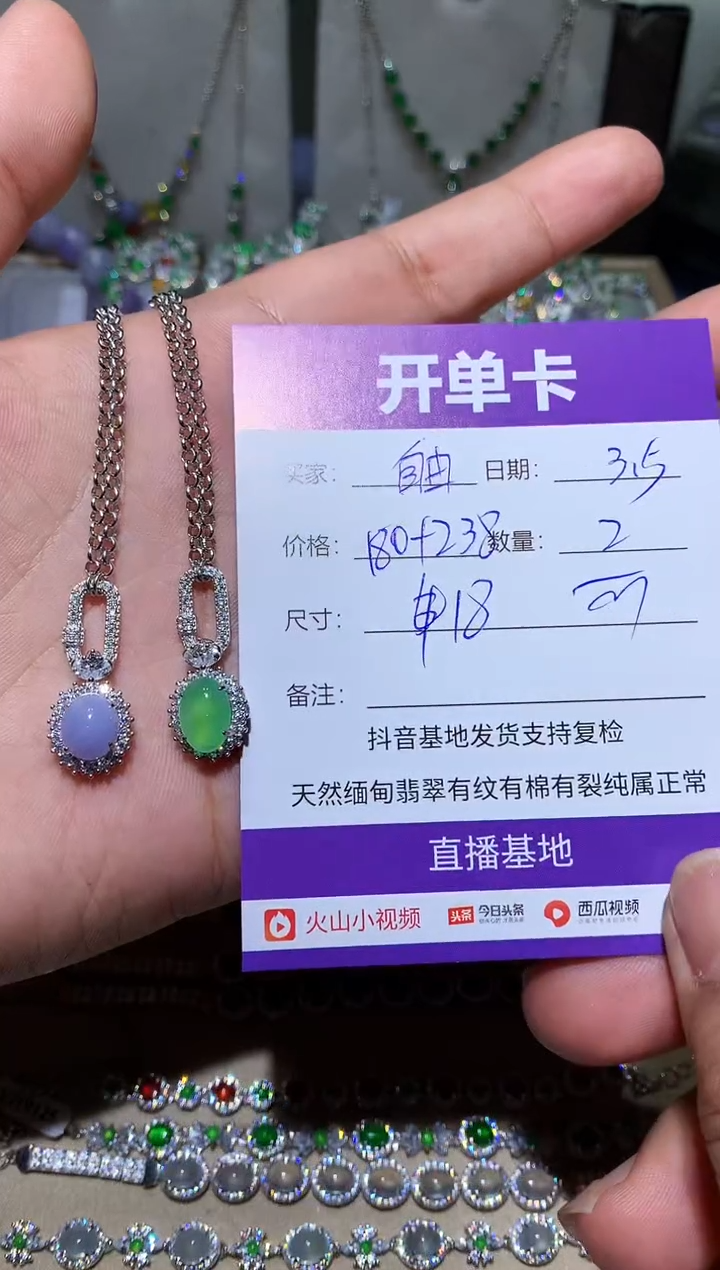 开单卡
买家: 自由 日期: 3.5
价格: 180+238 数量: 2
尺寸: 18
备注:
抖音基地发货支持复检
天然缅甸翡翠有纹有棉有裂纯属正常
直播基地
火山小视频 头条 今日头条 西瓜视频